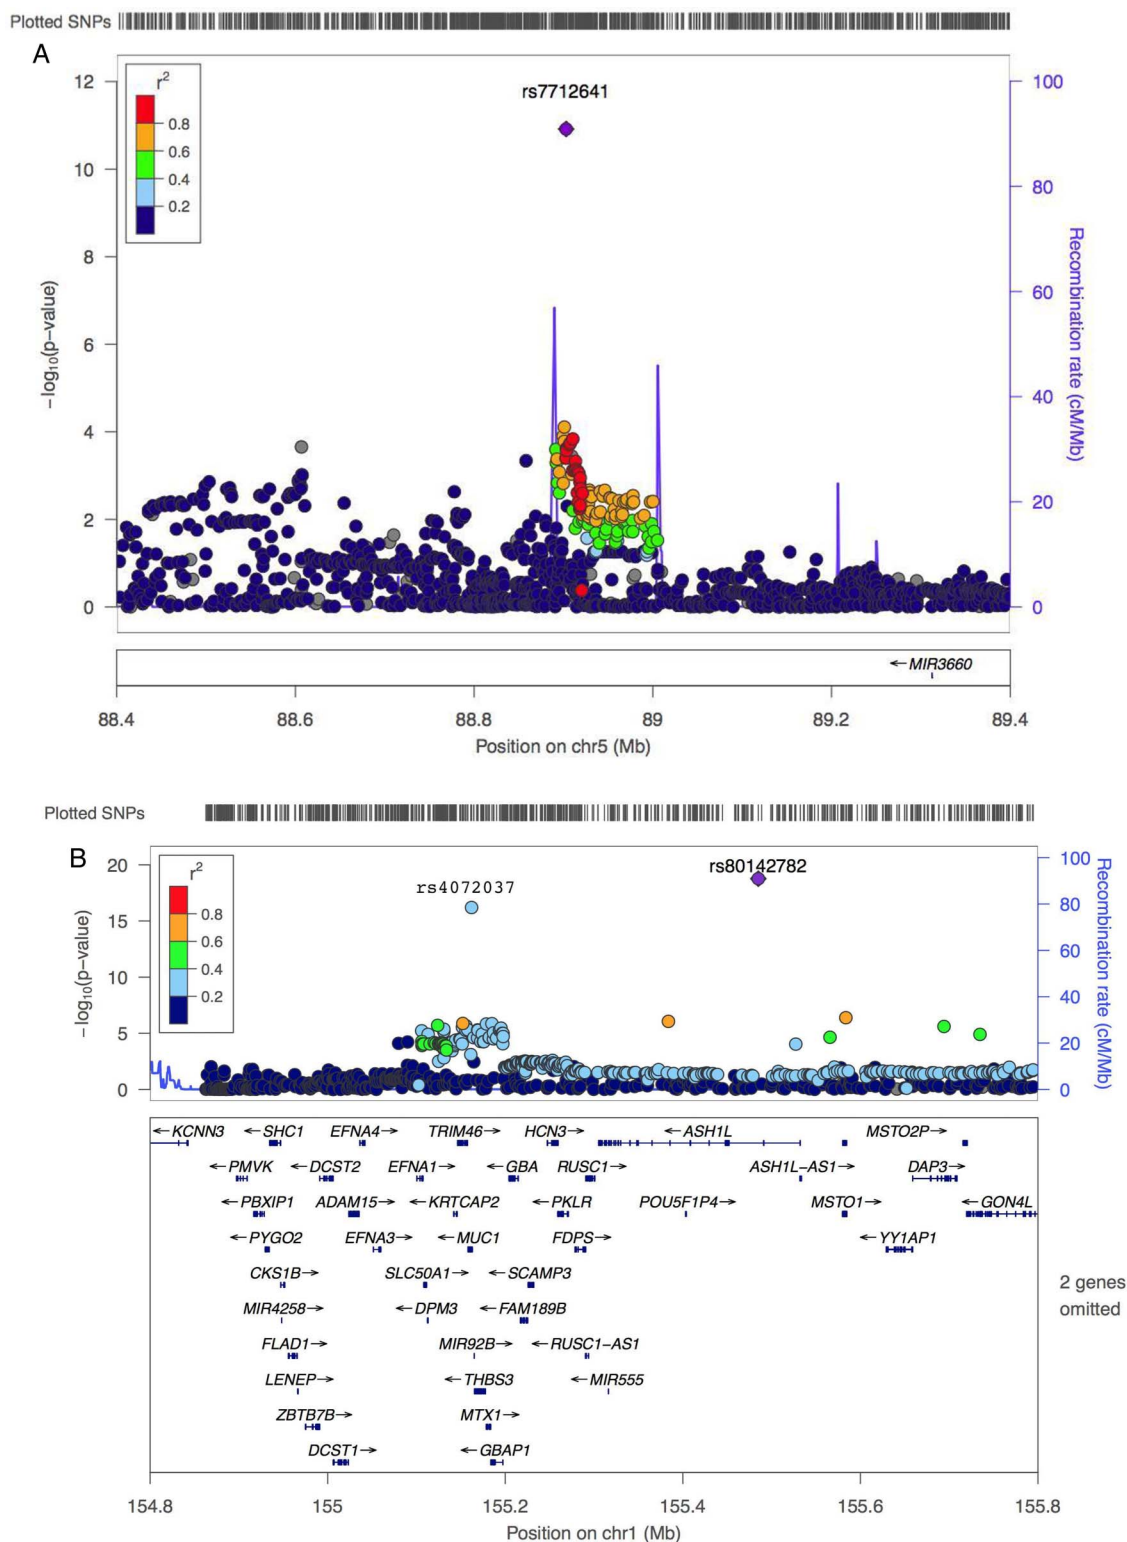 Plotted SNPs
A
r2
0.8
0.6
0.4
0.2
rs7712641
12
10
8
6
4
2
0
−log10(p−value)
100
80
60
40
20
0
Recombination rate (cM/Mb)
←MIR3660
88.4 88.6 88.8 89 89.2 89.4
Position on chr5 (Mb)
Plotted SNPs
B
r2
0.8
0.6
0.4
0.2
rs4072037
rs80142782
20
15
10
5
0
−log10(p−value)
100
80
60
40
20
0
Recombination rate (cM/Mb)
←KCNN3 ←SHC1 EFNA4→ TRIM46→ HCN3→ ←ASH1L MSTO2P→
←PMVK ←DCST2 EFNA1→ ←GBA RUSC1→ ASH1L−AS1→ DAP3→
←PBXIP1 ADAM15→ ←KRTCAP2 ←PKLR POU5F1P4→ MSTO1→ ←GON4L
←PYGO2 EFNA3→ ←MUC1 FDPS→ ←YY1AP1
CKS1B→ SLC50A1→ ←SCAMP3
MIR4258→ ←DPM3 ←FAM189B
FLAD1→ MIR92B→ ←RUSC1−AS1
LENEP→ ←THBS3 ←MIR555
ZBTB7B→ MTX1→
DCST1→ ←GBAP1
2 genes
omitted
154.8 155 155.2 155.4 155.6 155.8
Position on chr1 (Mb)